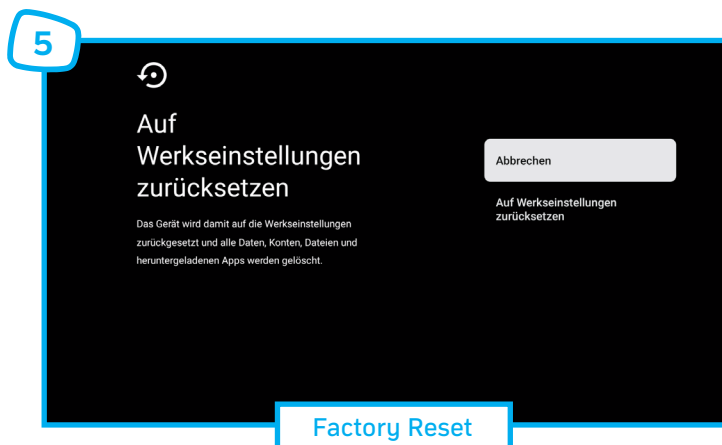 5
Auf
Werkseinstellungen
zurücksetzen
Das Gerät wird damit auf die Werkseinstellungen
zurückgesetzt und alle Daten, Konten, Dateien und
heruntergeladenen Apps werden gelöscht.
Abbrechen
Auf Werkseinstellungen
zurücksetzen
Factory Reset